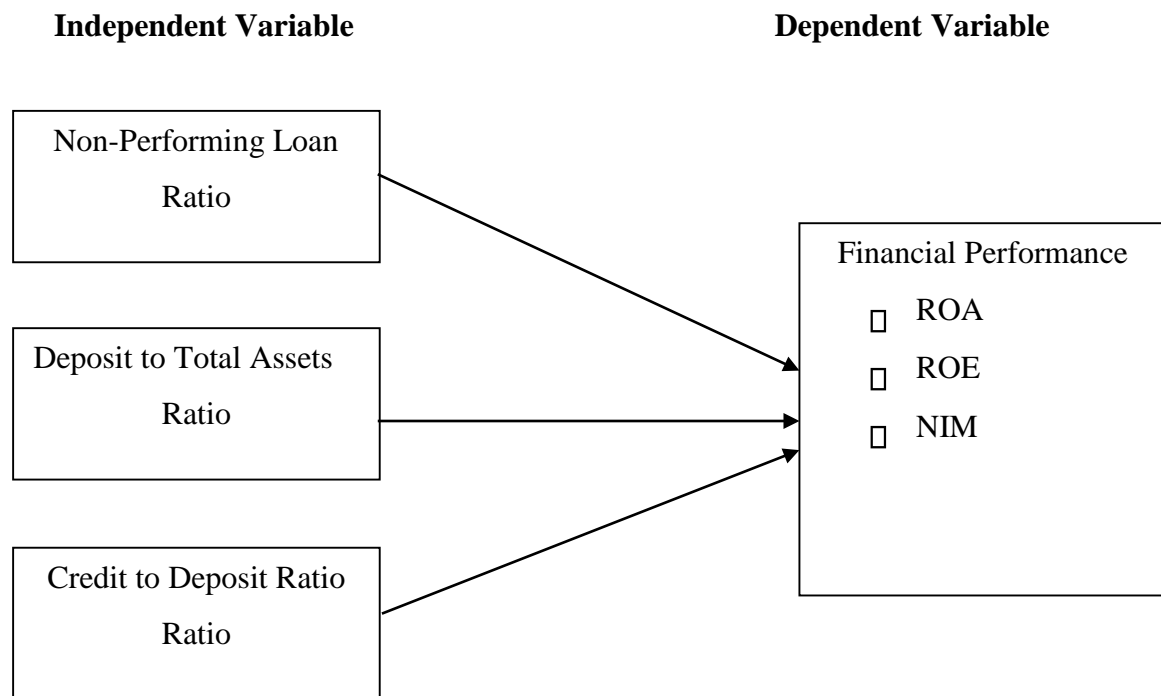 Independent Variable
Dependent Variable
Non-Performing Loan
Ratio
Deposit to Total Assets
Ratio
Credit to Deposit Ratio
Ratio
Financial Performance
ROA
ROE
NIM